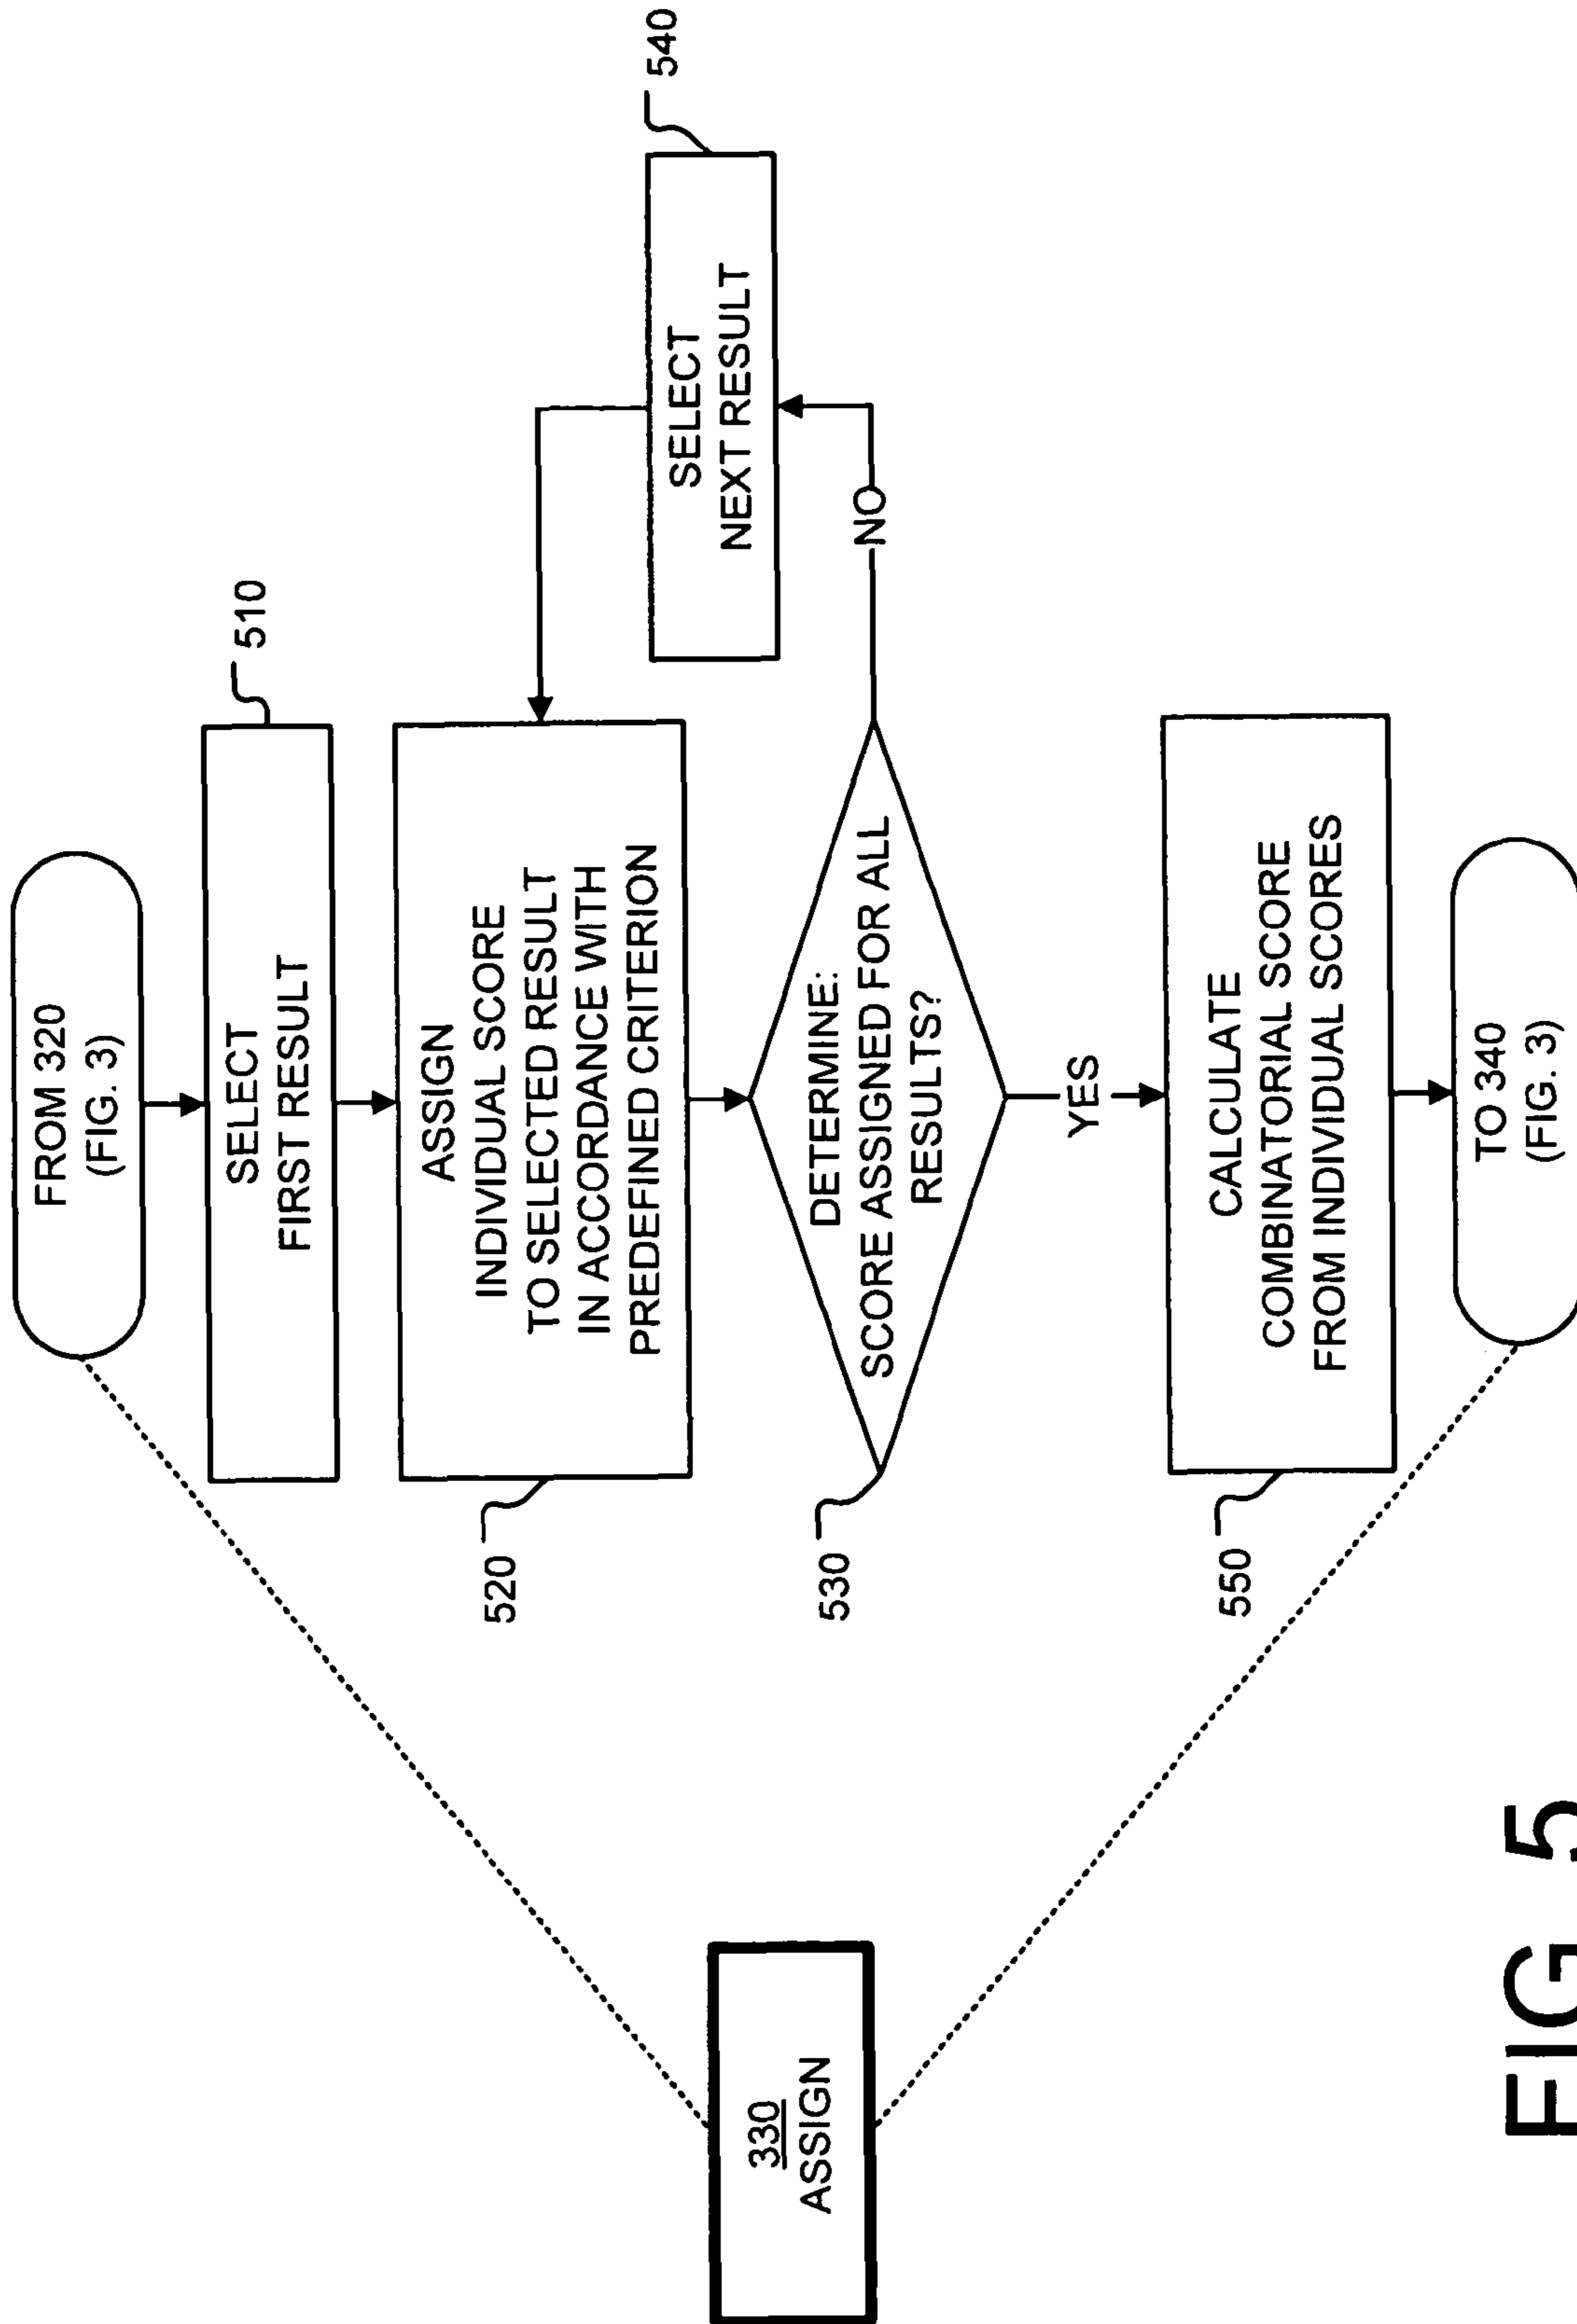 330
ASSIGN
FROM 320
(FIG. 3)
SELECT
FIRST RESULT
510
ASSIGN
INDIVIDUAL SCORE
TO SELECTED RESULT
IN ACCORDANCE WITH
PREDEFINED CRITERION
520
DETERMINE:
SCORE ASSIGNED FOR ALL
RESULTS?
530
NO
SELECT
NEXT RESULT
540
YES
CALCULATE
COMBINATORIAL SCORE
FROM INDIVIDUAL SCORES
550
TO 340
(FIG. 3)
FIG 5